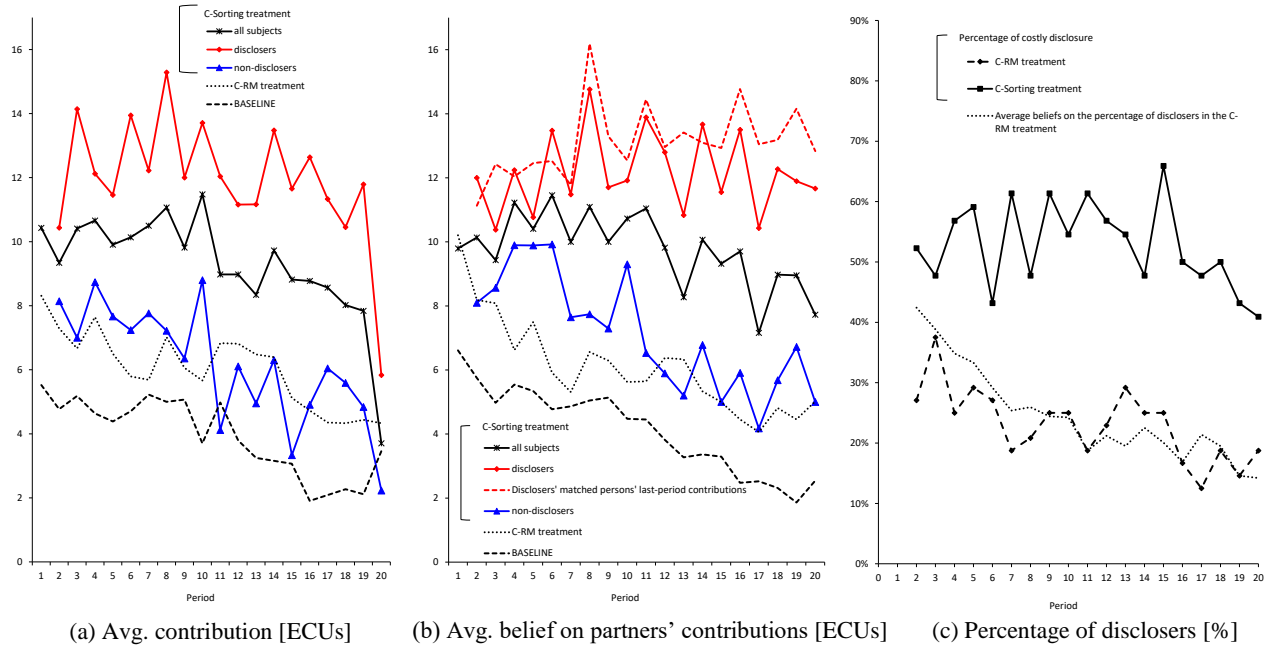 C-Sorting treatment
all subjects
disclosers
non-disclosers
C-RM treatment
BASELINE
16
14
12
10
8
6
4
2
0
1 2 3 4 5 6 7 8 9 10 11 12 13 14 15 16 17 18 19 20
Period
(a) Avg. contribution [ECUs]
16
14
12
10
8
6
4
2
0
C-Sorting treatment
all subjects
disclosers
Disclosers' matched persons' last-period contributions
non-disclosers
C-RM treatment
BASELINE
1 2 3 4 5 6 7 8 9 10 11 12 13 14 15 16 17 18 19 20
Period
(b) Avg. belief on partners’ contributions [ECUs]
90%
80%
70%
60%
50%
40%
30%
20%
10%
0%
Percentage of costly disclosure
C-RM treatment
C-Sorting treatment
Average beliefs on the percentage of disclosers in the C-
RM treatment
0 1 2 3 4 5 6 7 8 9 10 11 12 13 14 15 16 17 18 19 20
Period
(c) Percentage of disclosers [%]